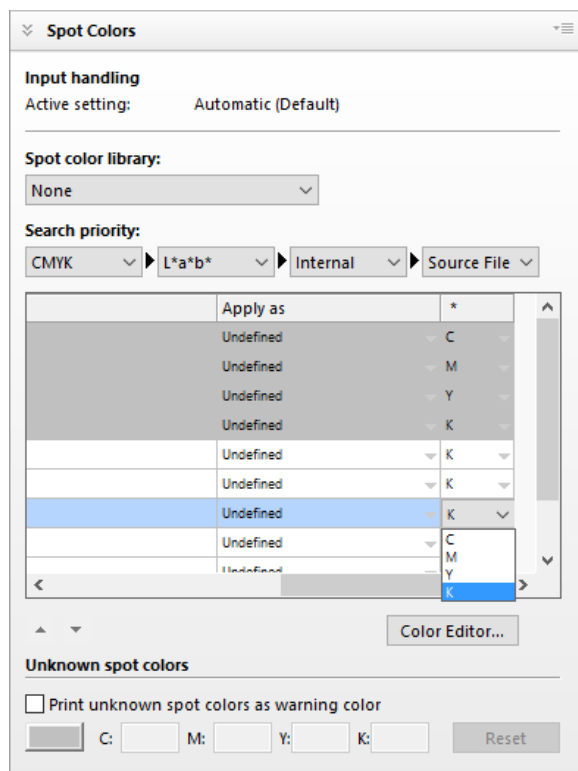 Spot Colors
Input handling
Active setting: Automatic (Default)
Spot color library:
None
Search priority:
CMYK L*a*b* Internal Source File
Apply as *
Undefined C
Undefined M
Undefined Y
Undefined K
Undefined K
Undefined K
Undefined K
Undefined C
M
Undefined Y
K
Color Editor...
Unknown spot colors
Print unknown spot colors as warning color
C: M: Y: K: Reset